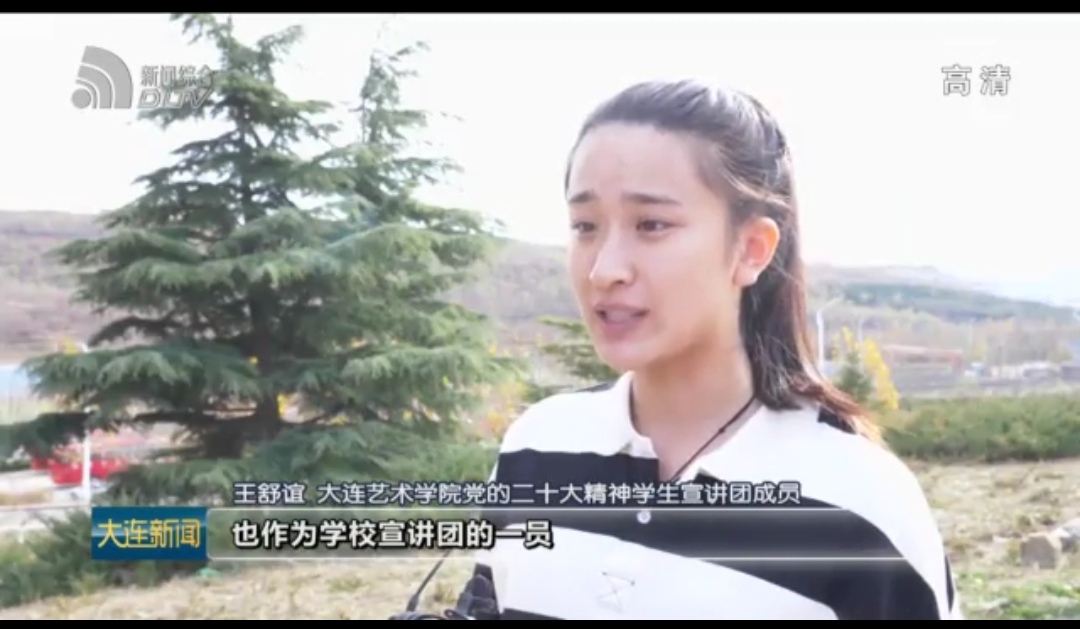 新闻综合
DLTV
高清
王舒谊 大连艺术学院党的二十大精神学生宣讲团成员
大连新闻
也作为学校宣讲团的一员